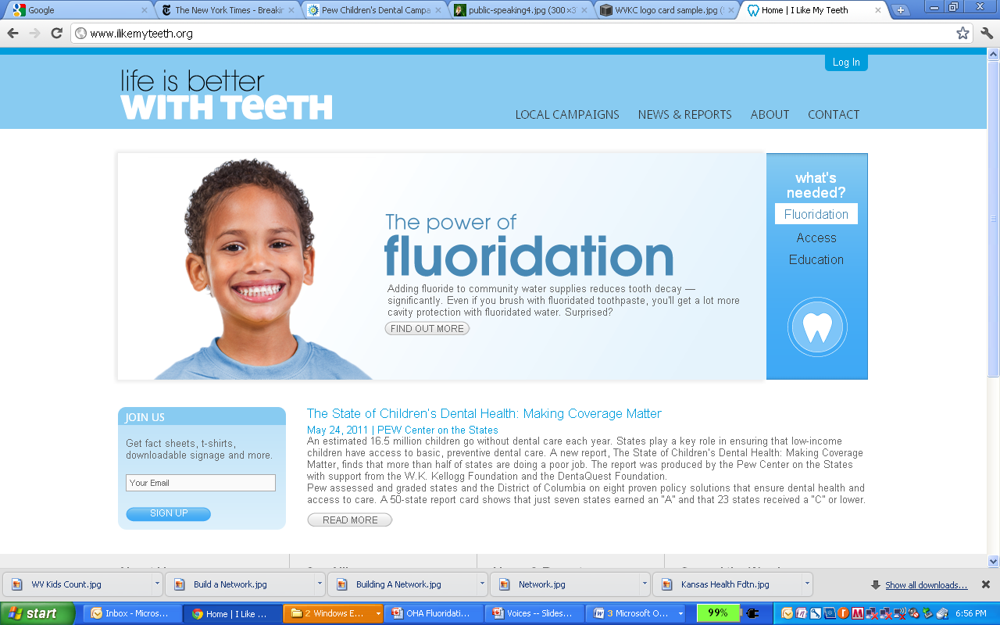 Google
The New York Times - Breakin
Pew Children's Dental Campa
public-speaking4.jpg (300×3
WVKC logo card sample.jpg (
Home | I Like My Teeth
www.ilikemyteeth.org
Log In
life is better
WITH TEETH
LOCAL CAMPAIGNS
NEWS & REPORTS
ABOUT
CONTACT
The power of
fluoridation
Adding fluoride to community water supplies reduces tooth decay —
significantly. Even if you brush with fluoridated toothpaste, you'll get a lot more
cavity protection with fluoridated water. Surprised?
FIND OUT MORE
what's
needed?
Fluoridation
Access
Education
JOIN US
Get fact sheets, t-shirts,
downloadable signage and more.
Your Email
SIGN UP
The State of Children's Dental Health: Making Coverage Matter
May 24, 2011 | PEW Center on the States
An estimated 16.5 million children go without dental care each year. States play a key role in ensuring that low-income
children have access to basic, preventive dental care. A new report, The State of Children's Dental Health: Making Coverage
Matter, finds that more than half of states are doing a poor job. The report was produced by the Pew Center on the States
with support from the W.K. Kellogg Foundation and the DentaQuest Foundation.
Pew assessed and graded states and the District of Columbia on eight proven policy solutions that ensure dental health and
access to care. A 50-state report card shows that just seven states earned an "A" and that 23 states received a "C" or lower.
READ MORE
WV Kids Count.jpg
Build a Network.jpg
Building A Network.jpg
Network.jpg
Kansas Health Fdtn.jpg
Show all downloads...
start
Inbox - Micros...
Home | I Like ...
2 Windows E...
OHA Fluoridati...
Voices -- Slides...
3 Microsoft O...
99%
6:56 PM